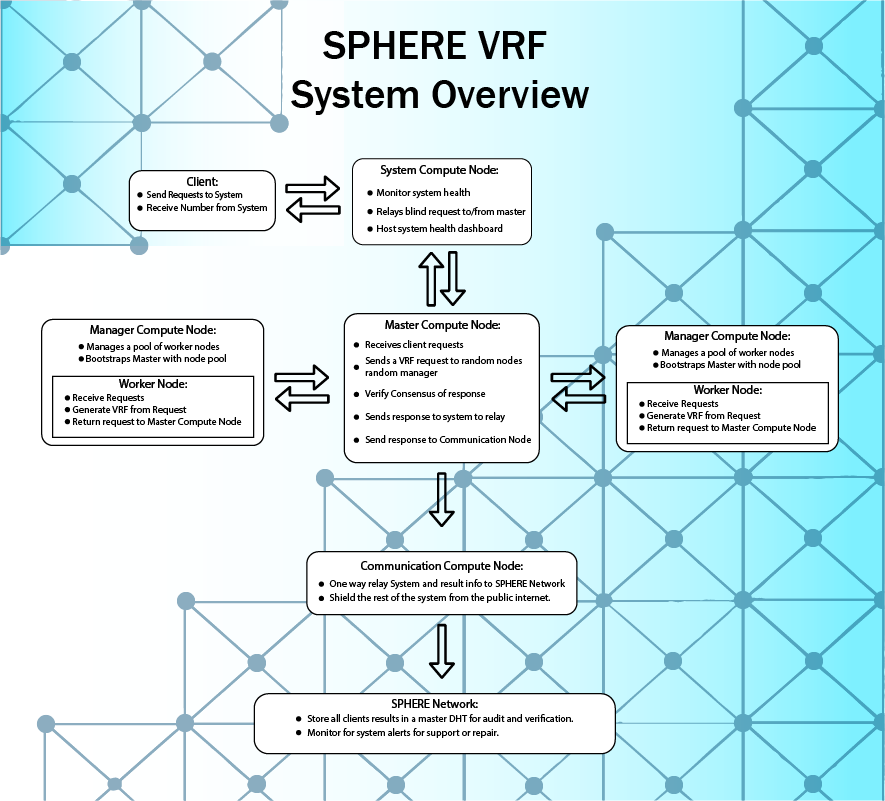 SPHERE VRF
System Overview
Client:
● Send Requests to System
● Receive Number from System
System Compute Node:
● Monitor system health
● Relays blind request to/from master
● Host system health dashboard
Manager Compute Node:
● Manages a pool of worker nodes
● Bootstraps Master with node pool
Worker Node:
● Receive Requests
● Generate VRF from Request
● Return request to Master Compute Node
Master Compute Node:
● Receives client requests
● Sends a VRF request to random nodes
random manager
● Verify Consensus of response
● Sends response to system to relay
● Send response to Communication Node
Manager Compute Node:
● Manages a pool of worker nodes
● Bootstraps Master with node pool
Worker Node:
● Receive Requests
● Generate VRF from Request
● Return request to Master Compute Node
Communication Compute Node:
● One way relay System and result info to SPHERE Network
● Shield the rest of the system from the public internet.
SPHERE Network:
● Store all clients results in a master DHT for audit and verification.
● Monitor for system alerts for support or repair.